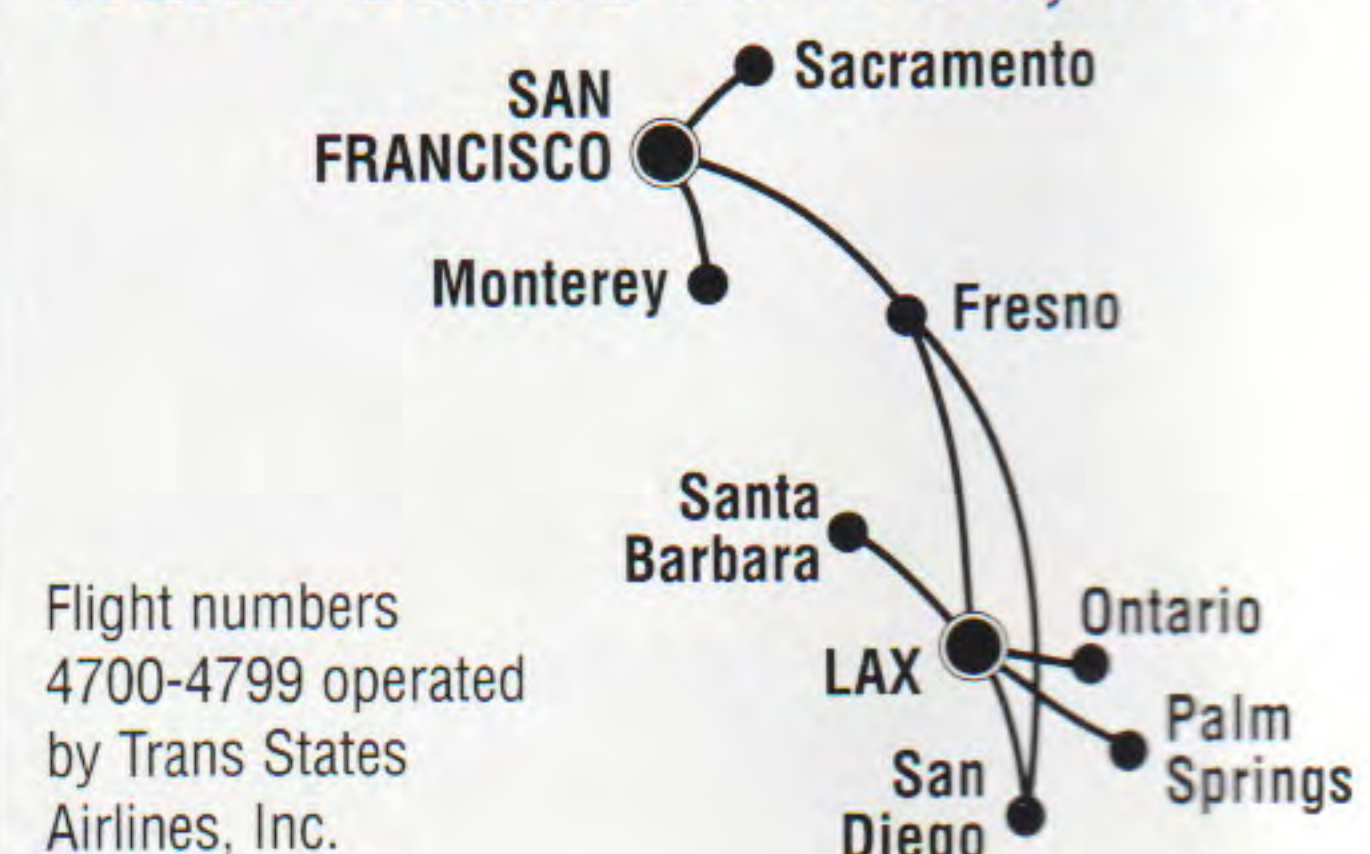 Sacramento
SAN
FRANCISCO
Monterey
Fresno
Santa
Barbara
Ontario
LAX
Palm
Springs
San
Diego
Flight numbers
4700-4799 operated
by Trans States
Airlines, Inc.